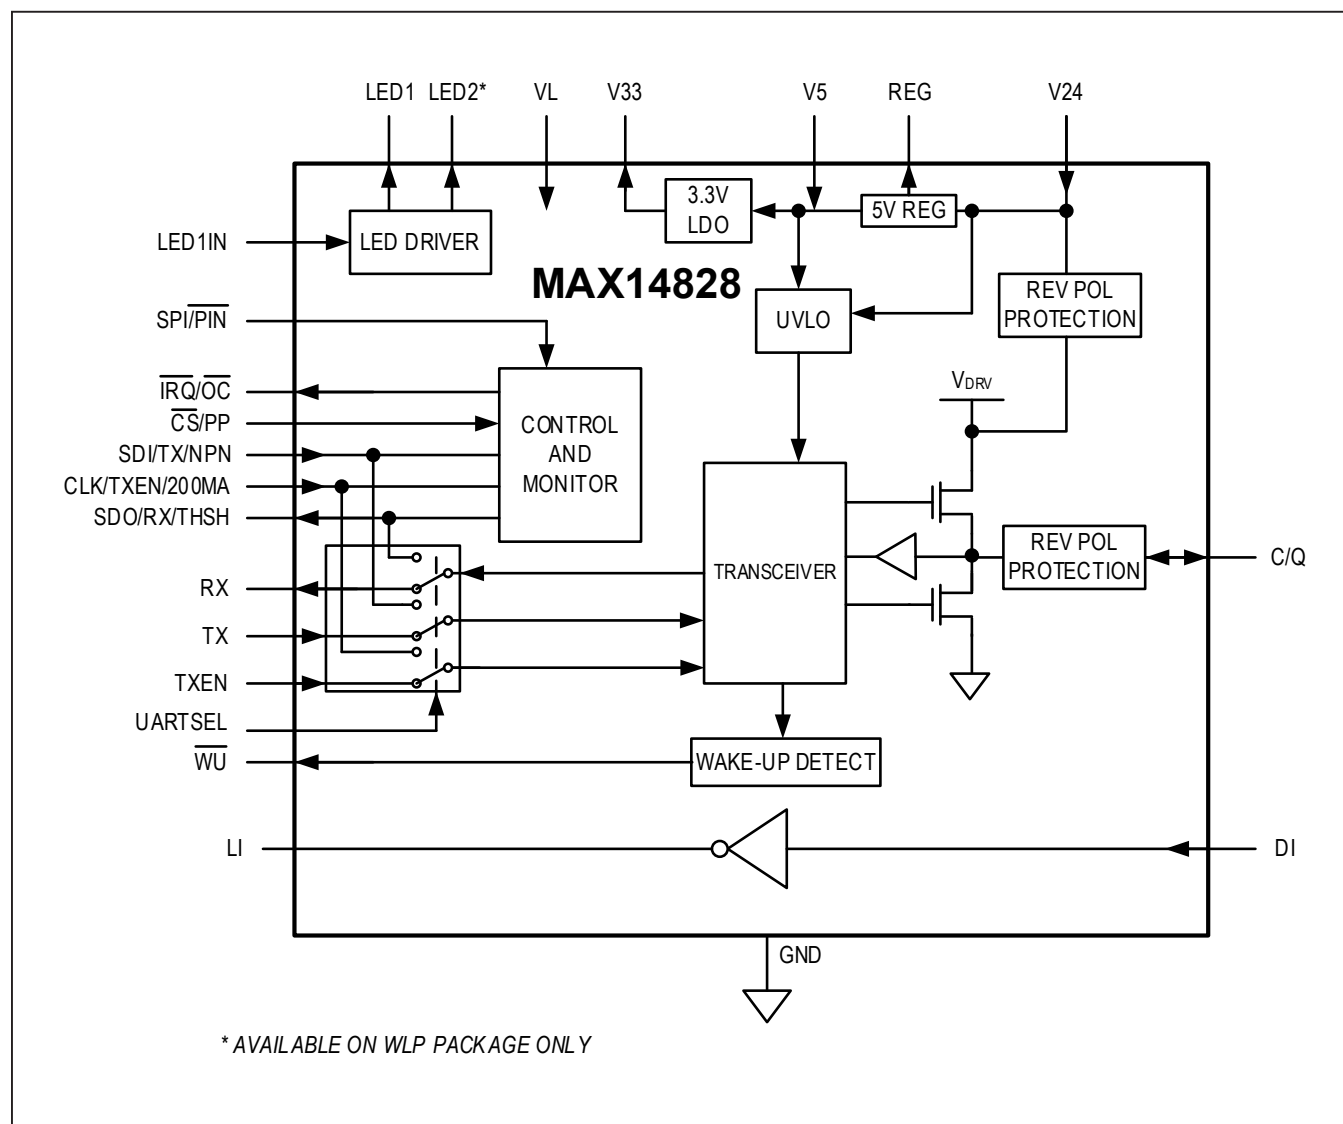 LED1 LED2* VL V33 V5 REG V24
3.3V
LDO
5V REG
LED1IN
LED DRIVER
MAX14828
REV POL
PROTECTION
SPI/PIN
UVLO
VDRV
IRQ/OC
CS/PP
SDI/TX/NPN
CLK/TXEN/200MA
SDO/RX/THSH
CONTROL
AND
MONITOR
TRANSCEIVER
REV POL
PROTECTION
C/Q
RX
TX
TXEN
UARTSEL
WU
WAKE-UP DETECT
LI
DI
GND
* AVAILABLE ON WLP PACKAGE ONLY